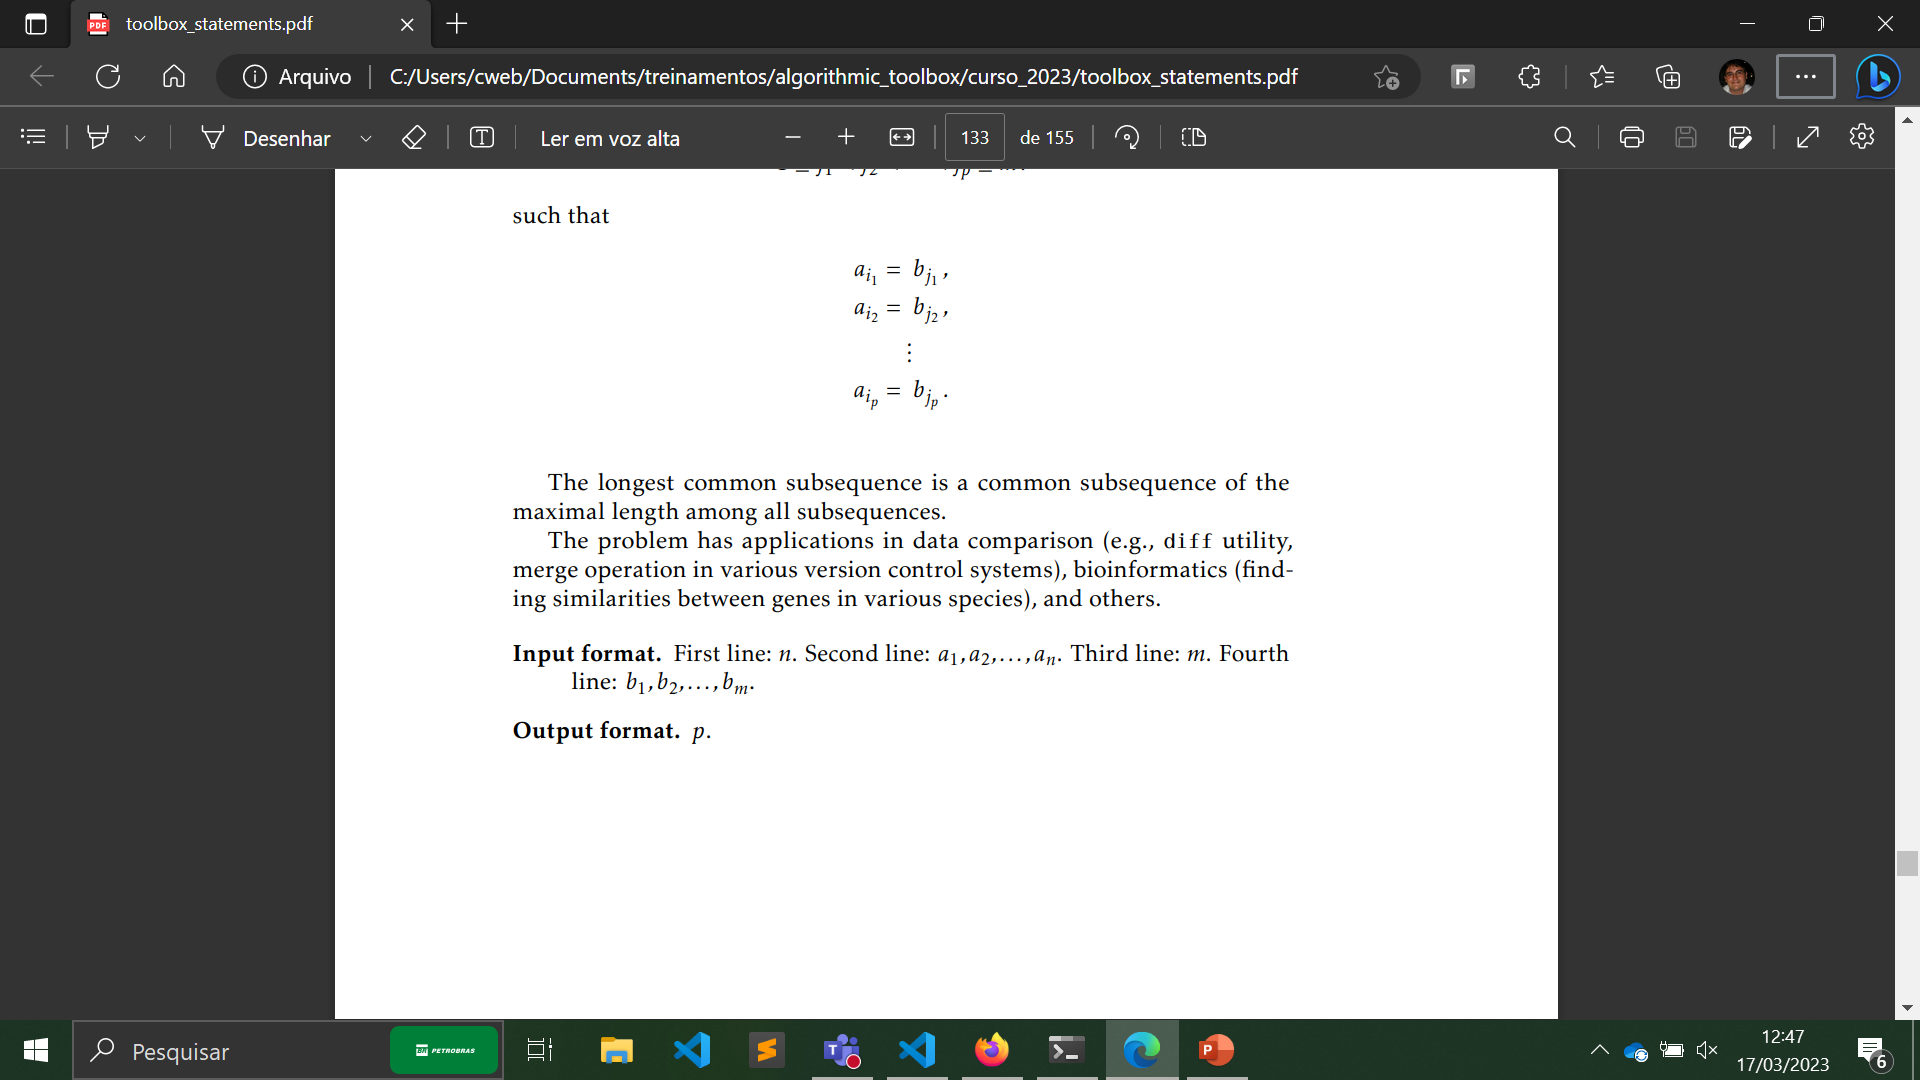 toolbox_statements.pdf
Arquivo C:/Users/cweb/Documents/treinamentos/algorithmic_toolbox/curso_2023/toolbox_statements.pdf
Desenhar Ler em voz alta 133 de 155
such that
a_{i_1} = b_{j_1},
a_{i_2} = b_{j_2},
⋮
a_{i_p} = b_{j_p}.
The longest common subsequence is a common subsequence of the
maximal length among all subsequences.
The problem has applications in data comparison (e.g., diff utility,
merge operation in various version control systems), bioinformatics (find-
ing similarities between genes in various species), and others.
Input format. First line: n. Second line: a_1, a_2, ..., a_n. Third line: m. Fourth
line: b_1, b_2, ..., b_m.
Output format. p.
Pesquisar PETROBRAS
12:47
17/03/2023
6